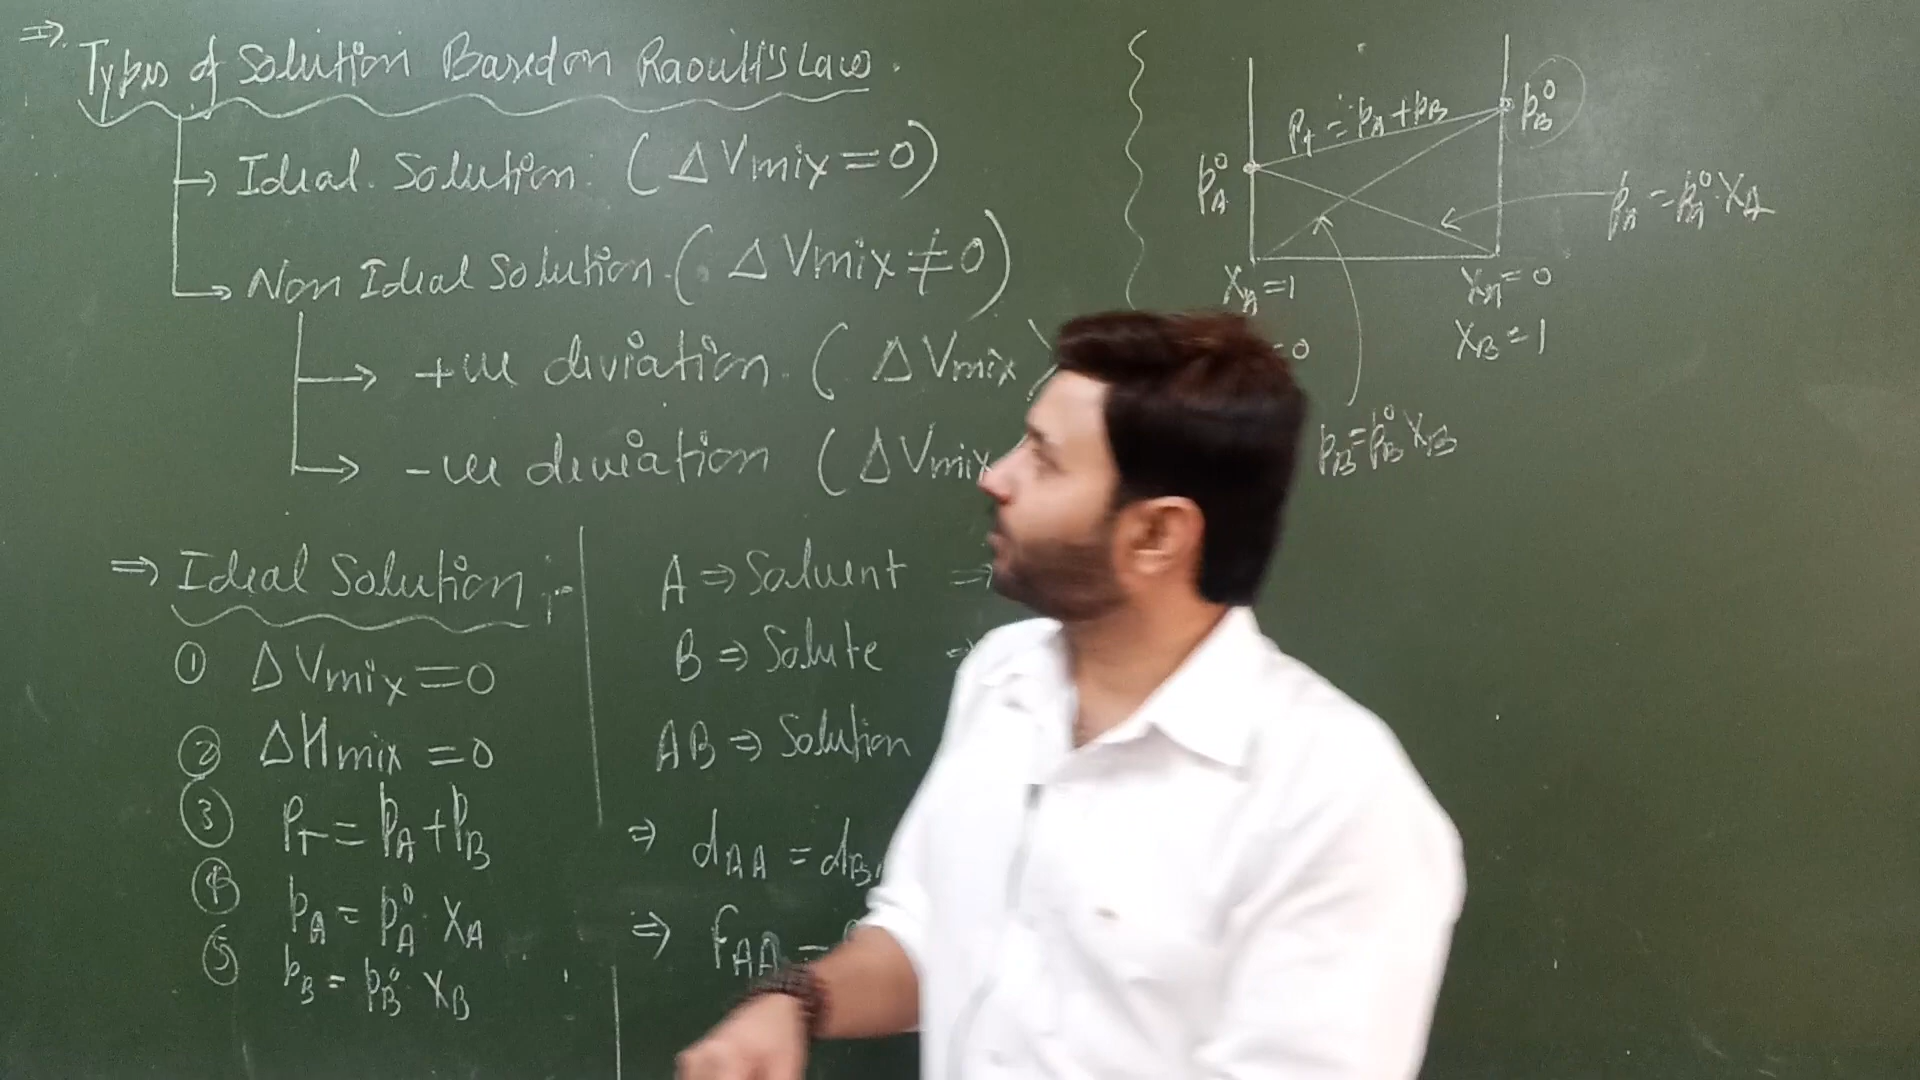 ⇒ Types of Solution Based on Raoult's Law.
→ Ideal Solution. (ΔVmix=0)
→ Non Ideal Solution. (ΔVmix≠0)
→ +ve deviation. (ΔVmix
→ -ve deviation (ΔVmix
⇒ Ideal Solution :-
① ΔVmix=0
② ΔHmix=0
③ PT=PA+PB
④ pA=p°A.XA
⑤ pB=p°B.XB
A ⇒ Solvent ⇒
B ⇒ Solute ⇒
AB ⇒ Solution
⇒ dAA=dB
⇒ FAA=
PT=pA+pB
p°B
p°A
pA=p°A.XA
XA=1
XA=0
=0
XB=1
pB=p°B XB